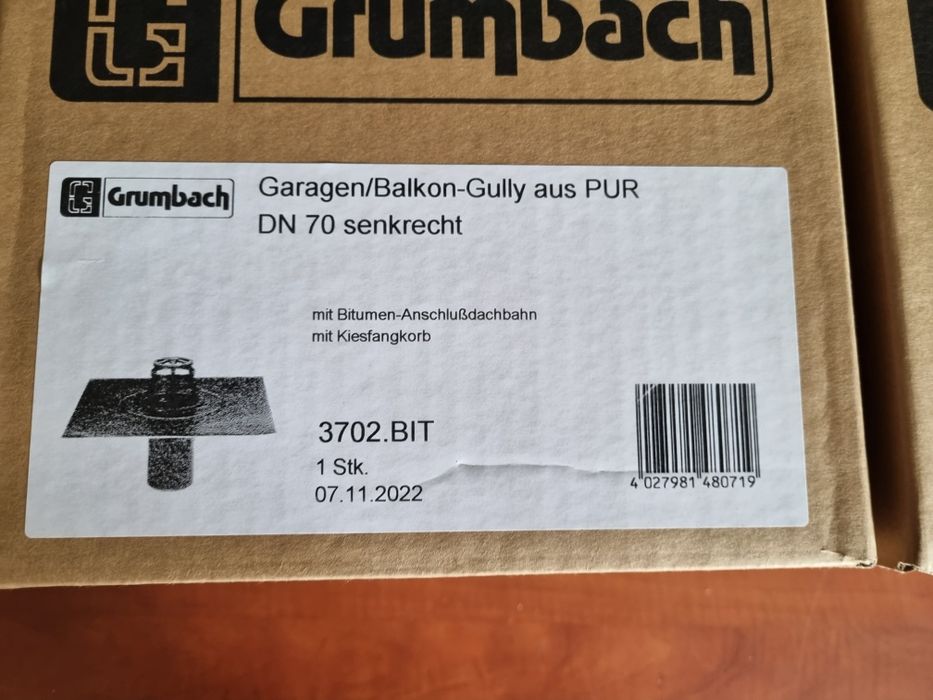 Grumbach
Grumbach
Garagen/Balkon-Gully aus PUR
DN 70 senkrecht
mit Bitumen-Anschlußdachbahn
mit Kiesfangkorb
3702.BIT
1 Stk.
07.11.2022
4 027981 480719